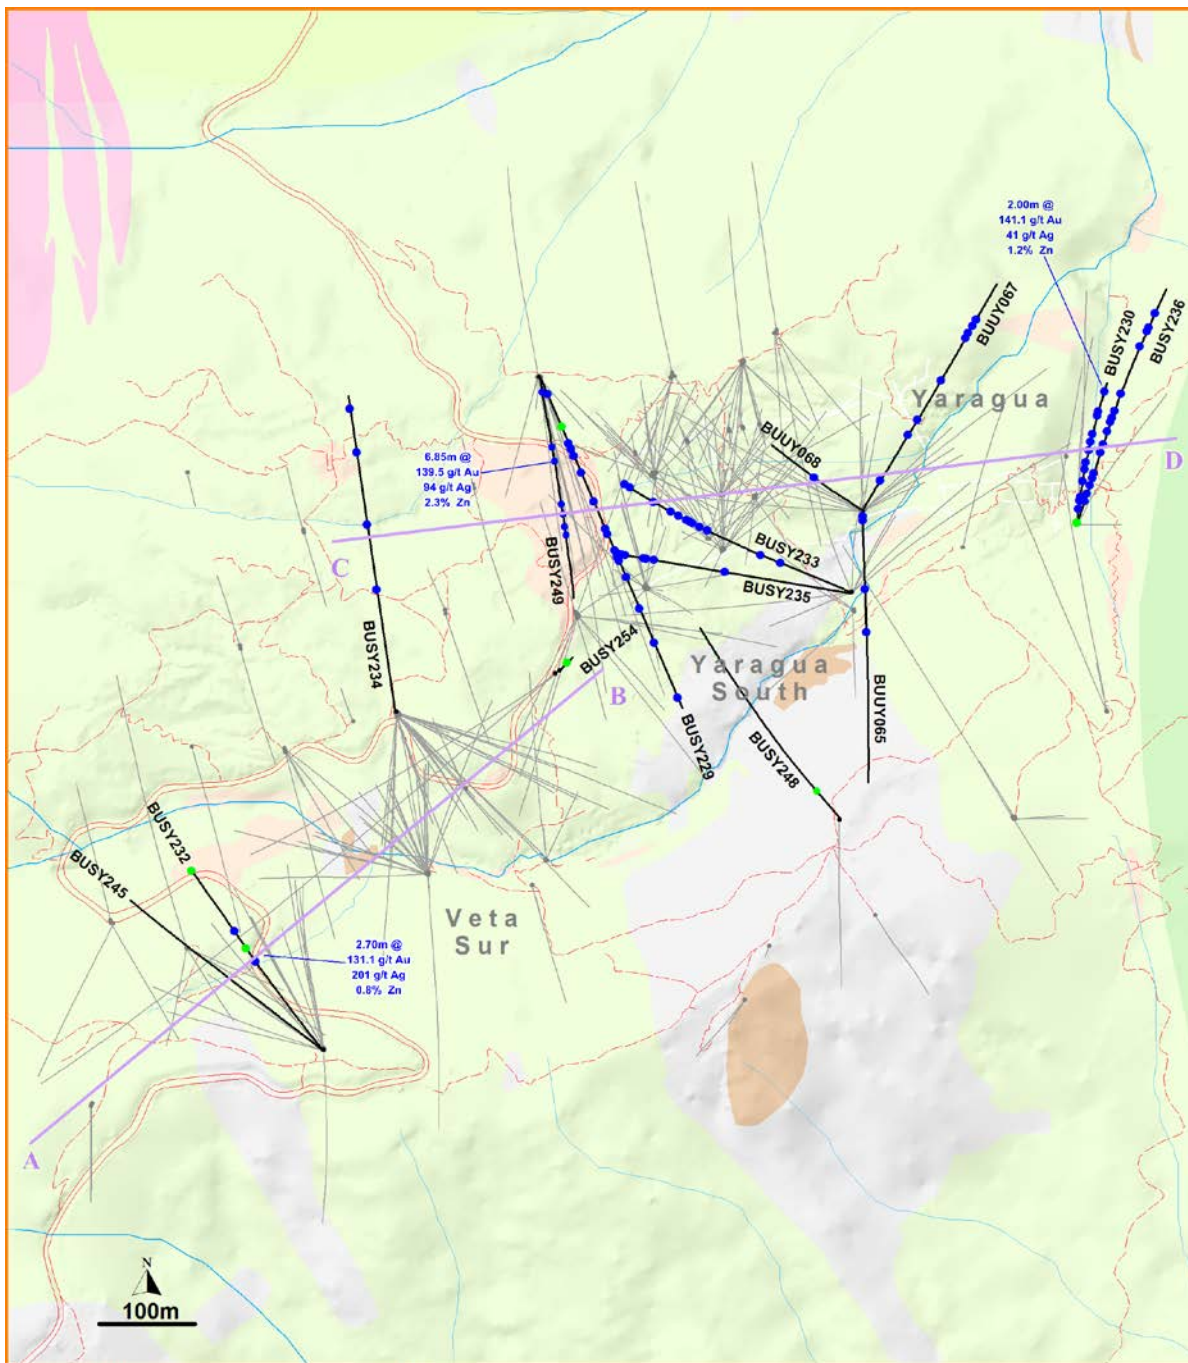 2.00m @
141.1 g/t Au
41 g/t Ag
1.2% Zn
BUUY067
BUSY230
BUSY236
Yaragua
D
BUUY068
6.85m @
139.5 g/t Au
94 g/t Ag
2.3% Zn
C
BUSY249
BUSY233
BUSY235
BUSY234
BUSY254
B
Yaragua
South
BUUY065
BUSY229
BUSY248
BUSY232
BUSY245
Veta
Sur
2.70m @
131.1 g/t Au
201 g/t Ag
0.8% Zn
A
N
100m